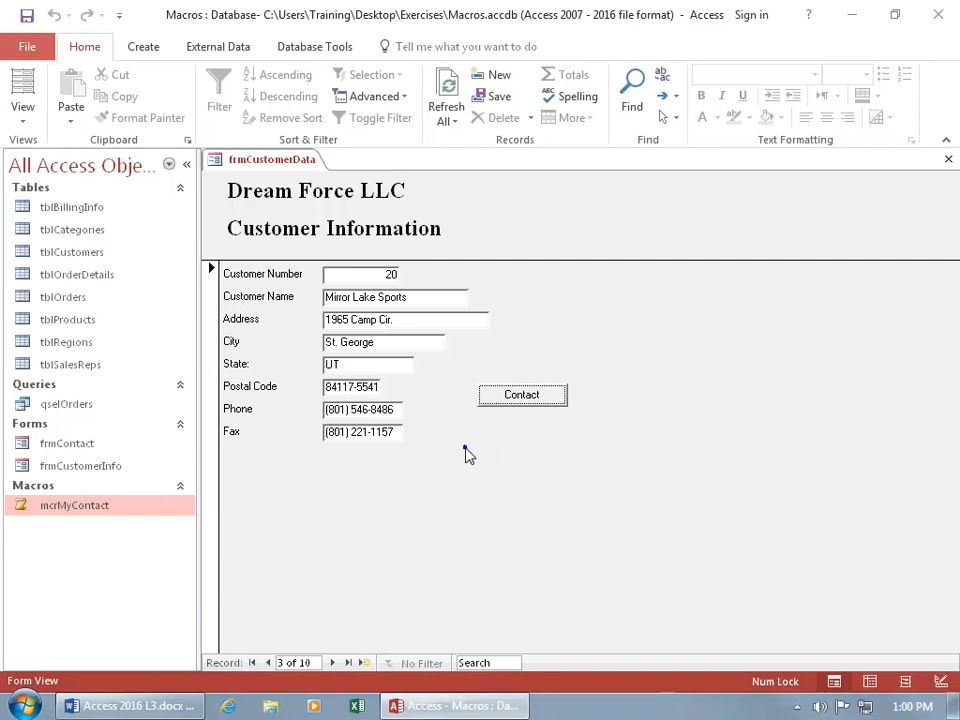 Macros : Database- C:\Users\Training\Desktop\Exercises\Macros.accdb (Access 2007 - 2016 file format) - Access
Sign in
?
File
Home
Create
External Data
Database Tools
Tell me what you want to do
View
Views
Paste
Cut
Copy
Format Painter
Clipboard
Filter
Ascending
Descending
Remove Sort
Selection
Advanced
Toggle Filter
Sort & Filter
Refresh
All
New
Save
Delete
Totals
Spelling
More
Records
Find
Find
B I U
A
Text Formatting
All Access Obje...
Tables
tblBillingInfo
tblCategories
tblCustomers
tblOrderDetails
tblOrders
tblProducts
tblRegions
tblSalesReps
Queries
qselOrders
Forms
frmContact
frmCustomerInfo
Macros
mcrMyContact
frmCustomerData
Dream Force LLC
Customer Information
Customer Number 20
Customer Name Mirror Lake Sports
Address 1965 Camp Cir.
City St. George
State: UT
Postal Code 84117-5541
Phone (801) 546-8486
Fax (801) 221-1157
Contact
Record: 3 of 10 No Filter Search
Form View
Num Lock
Access 2016 L3.docx ...
Access - Macros : Da...
1:00 PM